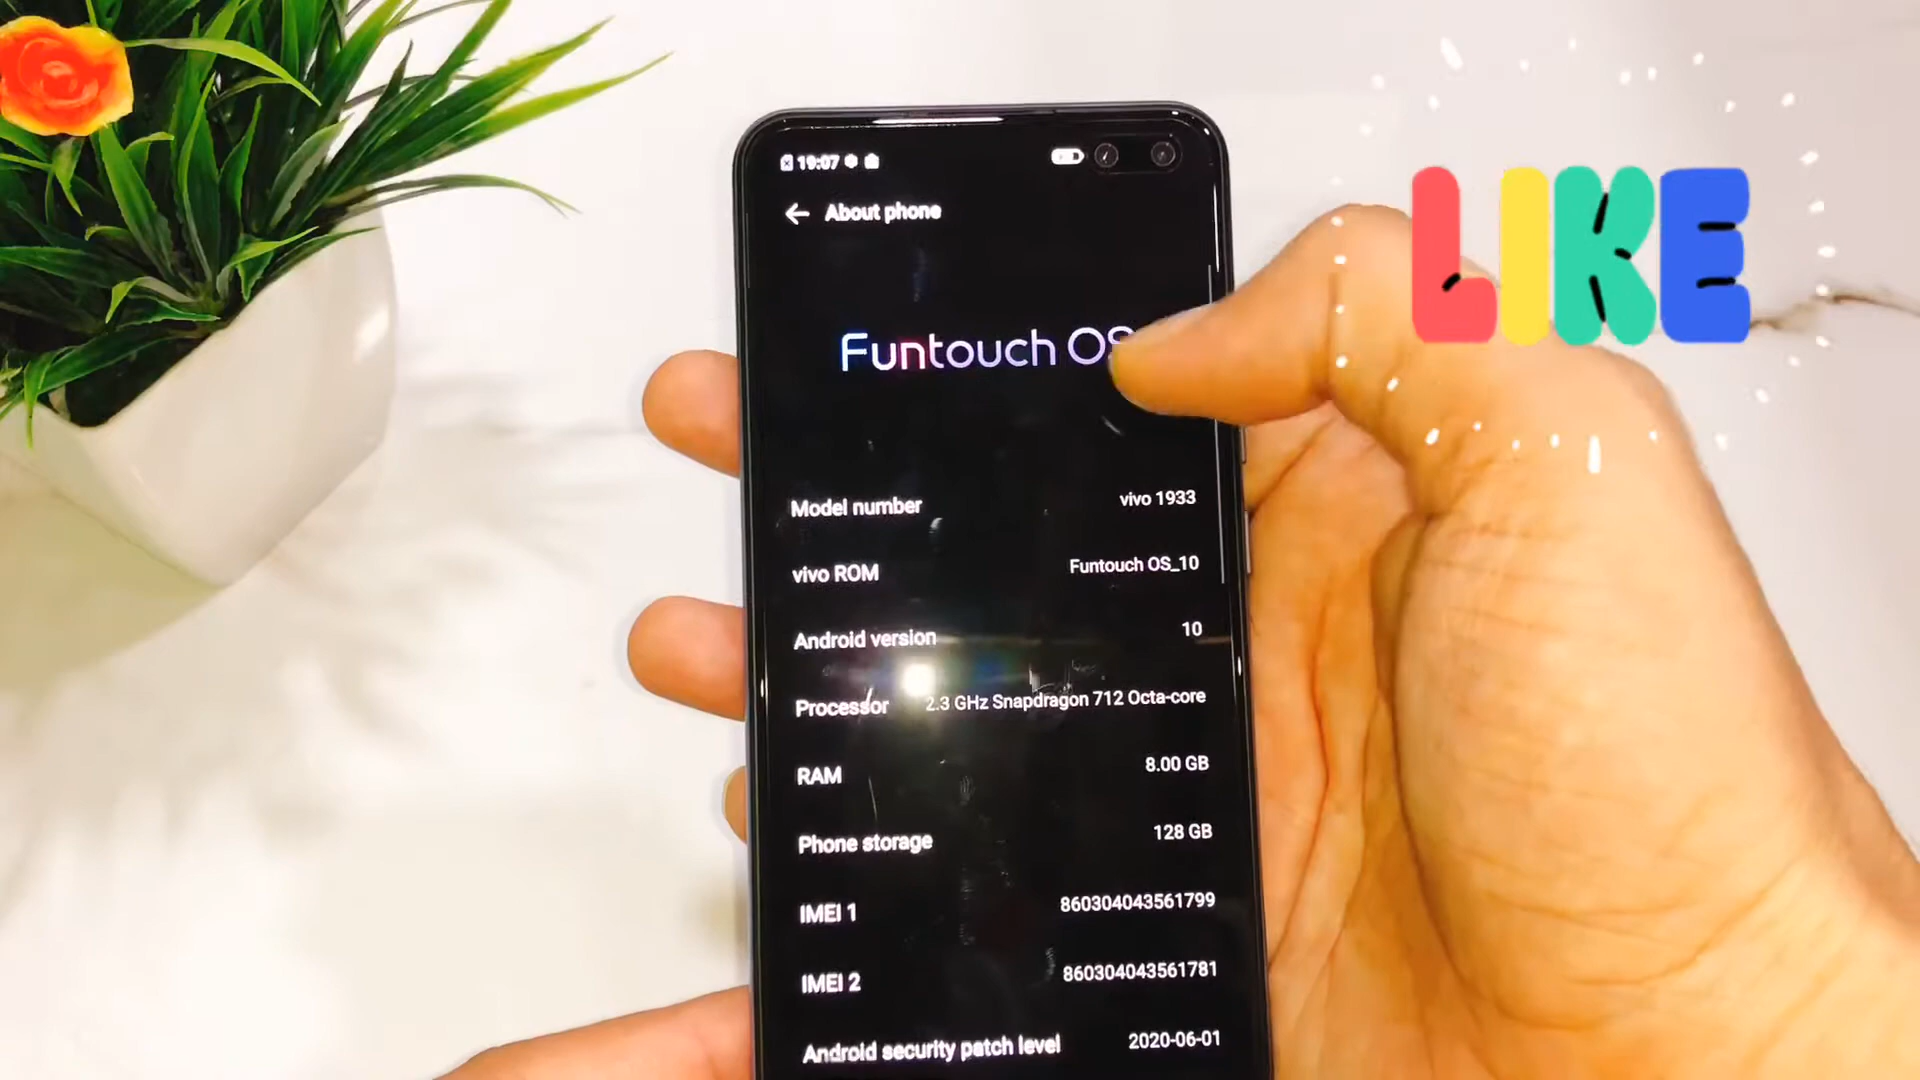 19:07
About phone
Funtouch OS
LIKE
Model number vivo 1933
vivo ROM Funtouch OS_10
Android version 10
Processor 2.3 GHz Snapdragon 712 Octa-core
RAM 8.00 GB
Phone storage 128 GB
IMEI 1 860304043561799
IMEI 2 860304043561781
Android security patch level 2020-06-01